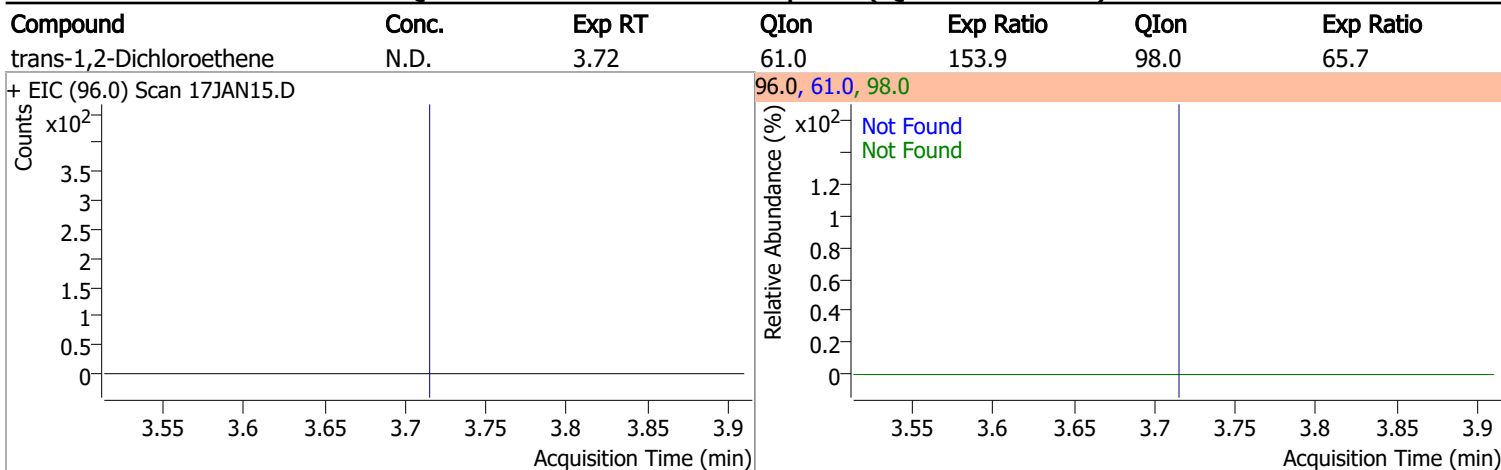 Compound Conc. Exp RT QIon Exp Ratio QIon Exp Ratio
trans-1,2-Dichloroethene N.D. 3.72 61.0 153.9 98.0 65.7
+ EIC (96.0) Scan 17JAN15.D
Counts
x10²
3.5
3
2.5
2
1.5
1
0.5
0
3.55 3.6 3.65 3.7 3.75 3.8 3.85 3.9
Acquisition Time (min)
96.0, 61.0, 98.0
Relative Abundance (%)
x10²
Not Found
Not Found
1.2
1
0.8
0.6
0.4
0.2
0
3.55 3.6 3.65 3.7 3.75 3.8 3.85 3.9
Acquisition Time (min)